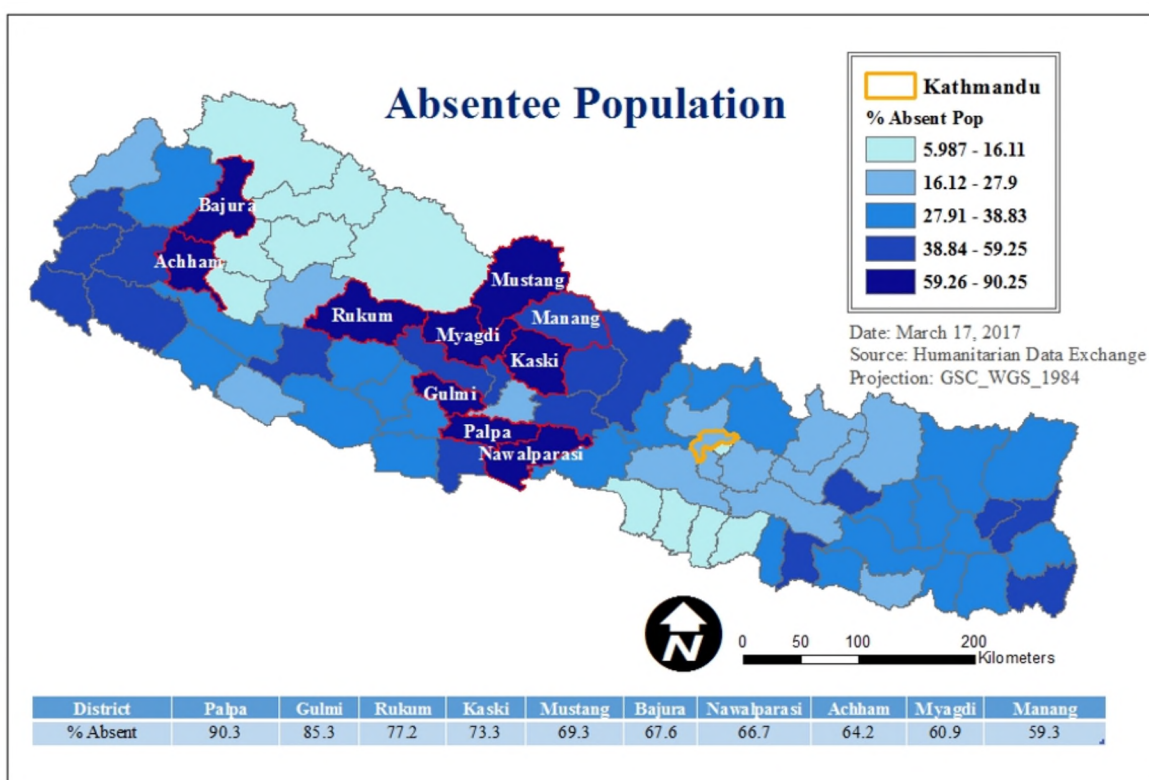 Absentee Population
Kathmandu
% Absent Pop
5.987 - 16.11
16.12 - 27.9
27.91 - 38.83
38.84 - 59.25
59.26 - 90.25
Date: March 17, 2017
Source: Humanitarian Data Exchange
Projection: GSC_WGS_1984
Bajura
Achham
Mustang
Rukum
Manang
Myagdi
Kaski
Gulmi
Palpa
Nawalparasi
N
0 50 100 200
Kilometers
District Palpa Gulmi Rukum Kaski Mustang Bajura Nawalparasi Achham Myagdi Manang
% Absent 90.3 85.3 77.2 73.3 69.3 67.6 66.7 64.2 60.9 59.3